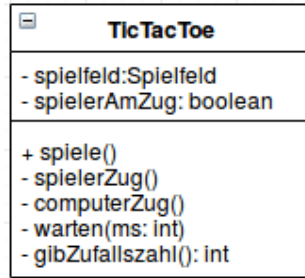 TicTacToe
- spielfeld:Spielfeld
- spielerAmZug: boolean
+ spiele()
- spielerZug()
- computerZug()
- warten(ms: int)
- gibZufallszahl(): int